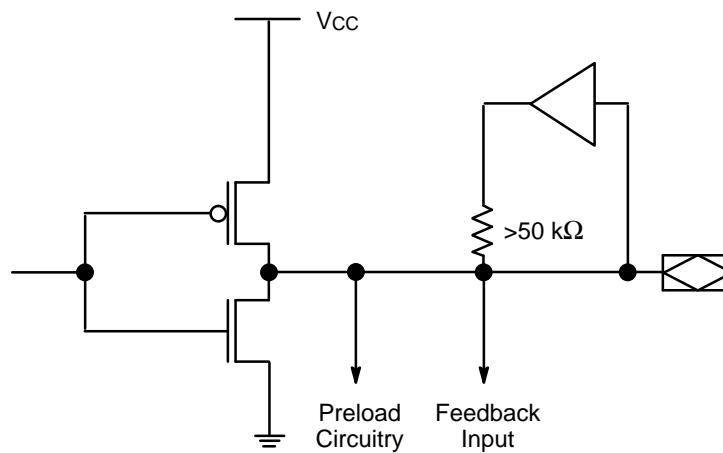 VCC
>50 kΩ
Preload
Circuitry
Feedback
Input